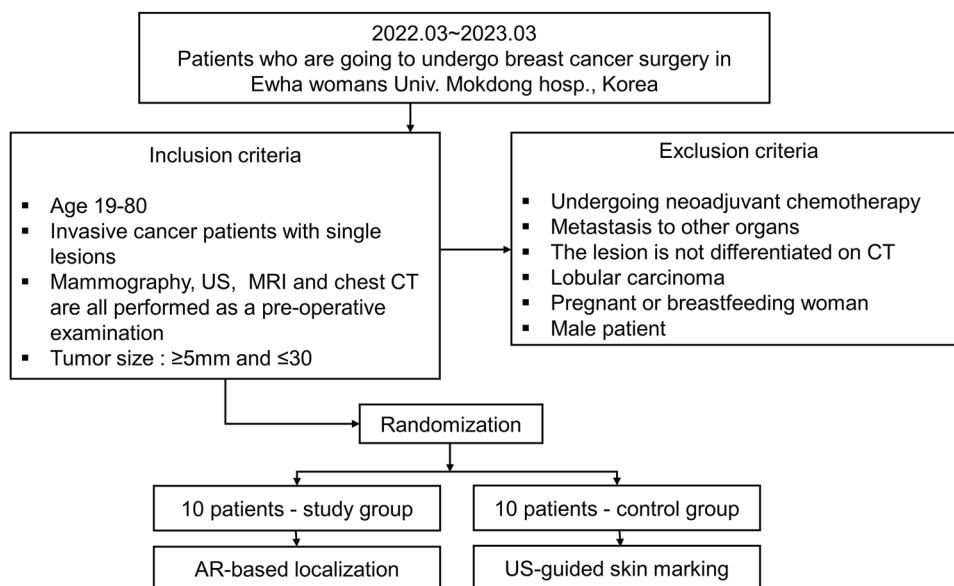 2022.03~2023.03
Patients who are going to undergo breast cancer surgery in
Ewha womans Univ. Mokdong hosp., Korea
Inclusion criteria
▪ Age 19-80
▪ Invasive cancer patients with single
lesions
▪ Mammography, US, MRI and chest CT
are all performed as a pre-operative
examination
▪ Tumor size : ≥5mm and ≤30
Exclusion criteria
▪ Undergoing neoadjuvant chemotherapy
▪ Metastasis to other organs
▪ The lesion is not differentiated on CT
▪ Lobular carcinoma
▪ Pregnant or breastfeeding woman
▪ Male patient
Randomization
10 patients - study group
10 patients - control group
AR-based localization
US-guided skin marking